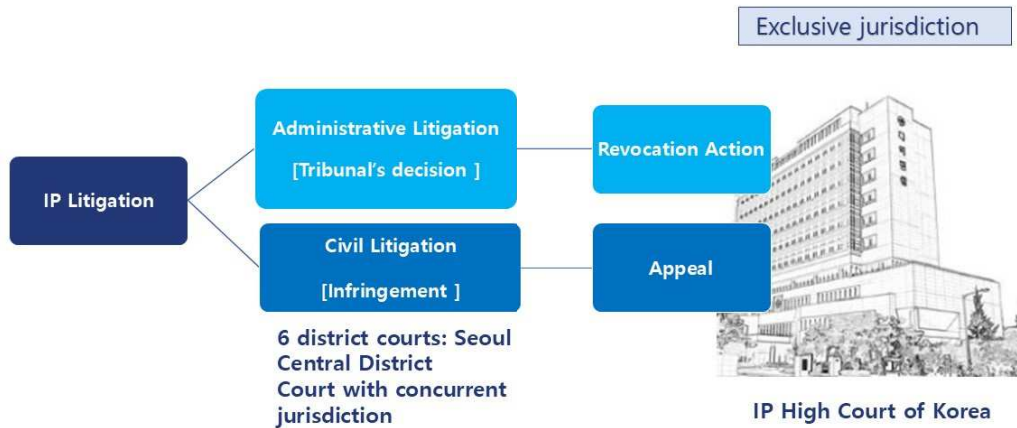 Exclusive jurisdiction
IP Litigation
Administrative Litigation
[Tribunal's decision ]
Revocation Action
Civil Litigation
[Infringement ]
Appeal
6 district courts: Seoul
Central District
Court with concurrent
jurisdiction
IP High Court of Korea